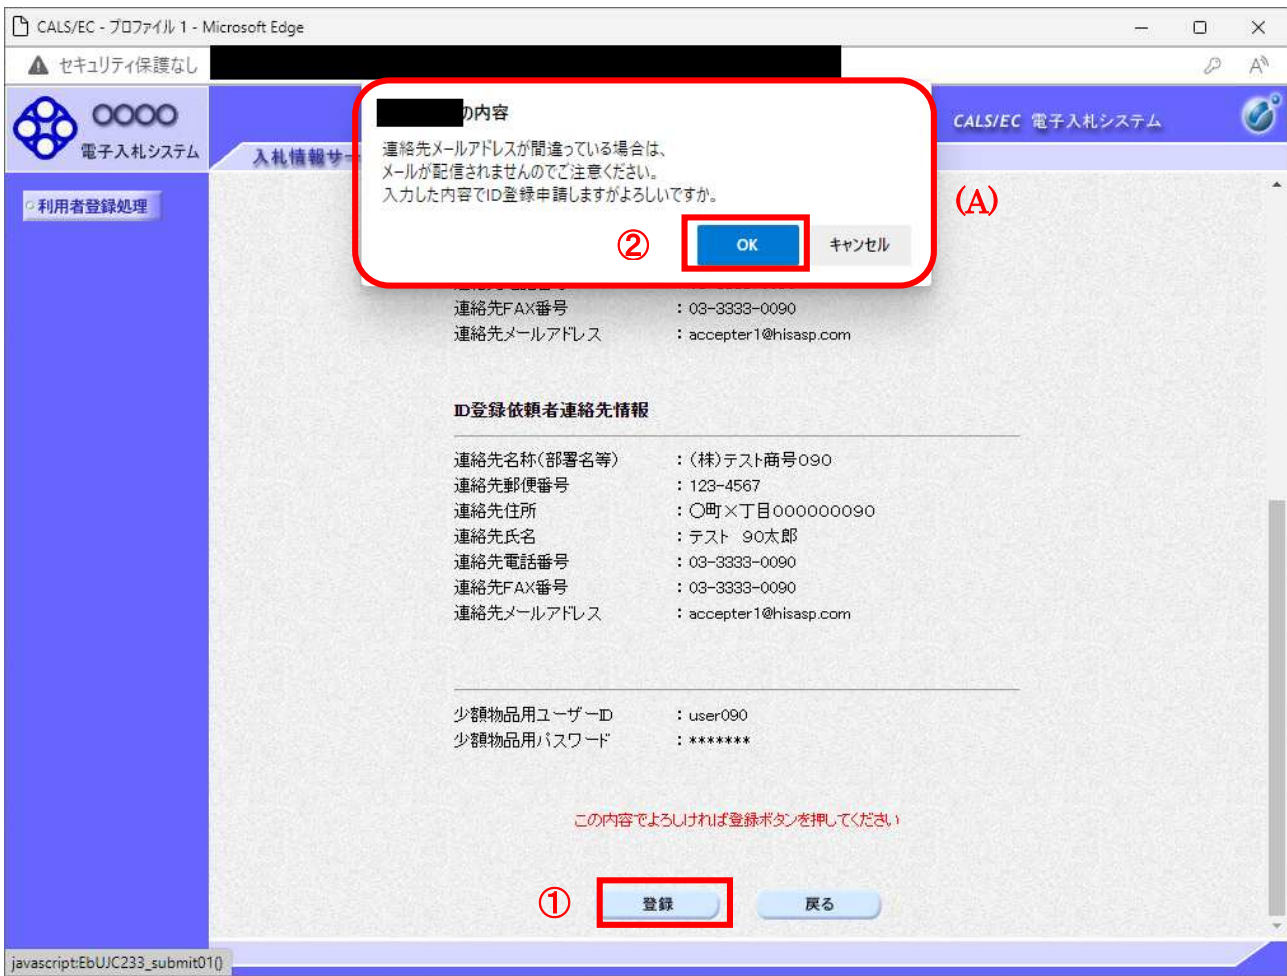 CALS/EC - プロファイル 1 - Microsoft Edge
セキュリティ保護なし
OOOO
電子入札システム
CALS/EC 電子入札システム
入札情報サー
利用者登録処理
の内容
連絡先メールアドレスが間違っている場合は、
メールが配信されませんのでご注意ください。
入力した内容でID登録申請しますがよろしいですか。
(A)
② OK キャンセル
連絡先FAX番号 : 03-3333-0090
連絡先メールアドレス : accepter1@hisasp.com
ID登録依頼者連絡先情報
連絡先名称(部署名等) : (株)テスト商号090
連絡先郵便番号 : 123-4567
連絡先住所 : 〇町×丁目000000090
連絡先氏名 : テスト 90太郎
連絡先電話番号 : 03-3333-0090
連絡先FAX番号 : 03-3333-0090
連絡先メールアドレス : accepter1@hisasp.com
少額物品用ユーザーID : user090
少額物品用パスワード : *******
この内容でよろしければ登録ボタンを押してください
① 登録 戻る
javascript:EbUJC233_submit01()